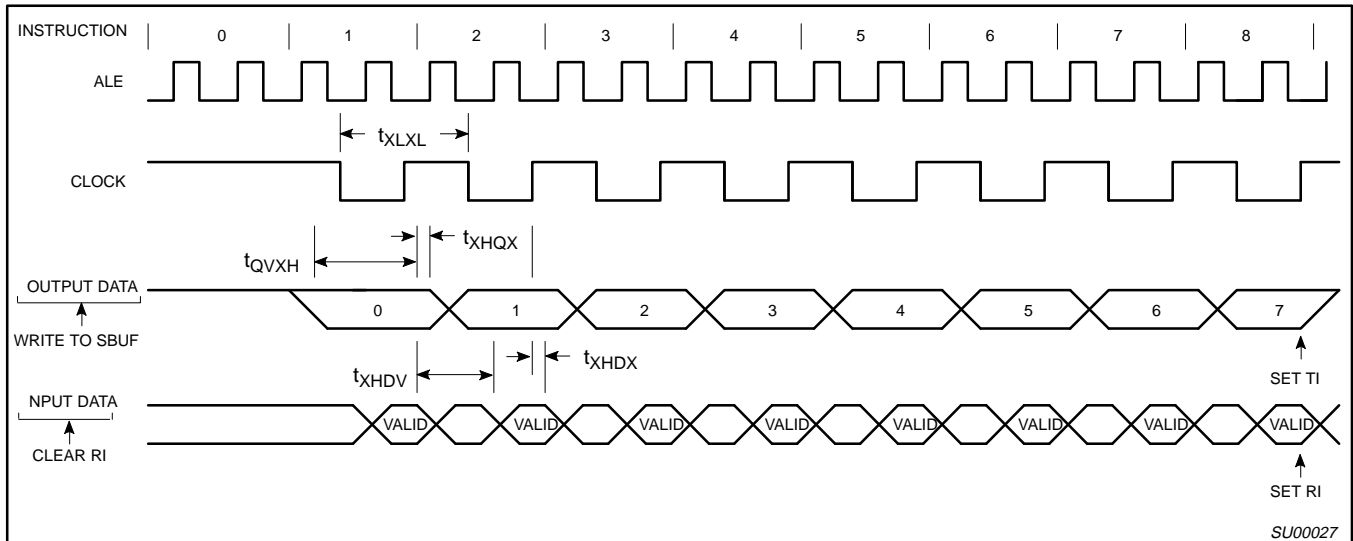 INSTRUCTION 0 1 2 3 4 5 6 7 8
ALE
tXLXL
CLOCK
tXHQX
tQVXH
OUTPUT DATA
0 1 2 3 4 5 6 7
WRITE TO SBUF
tXHDX
tXHDV
SET TI
NPUT DATA
VALID VALID VALID VALID VALID VALID VALID VALID
CLEAR RI
SET RI
SU00027